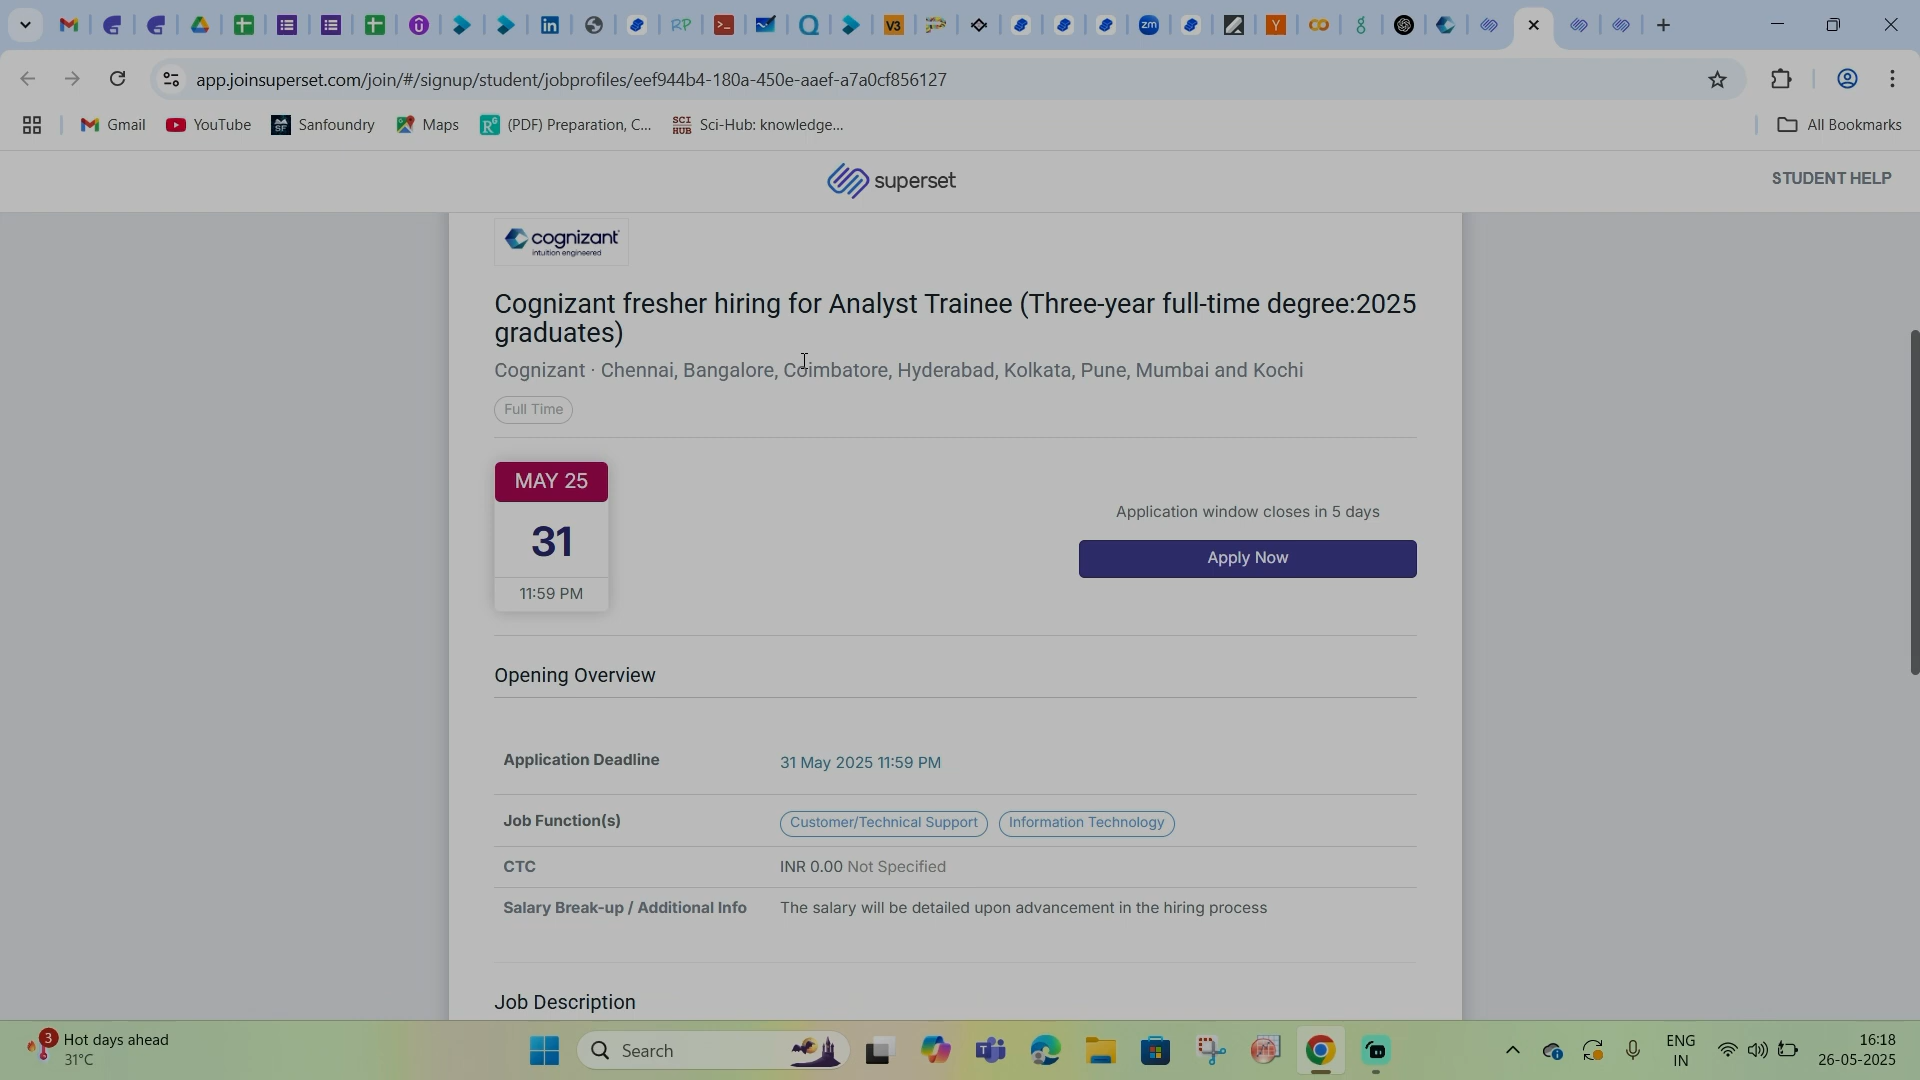 app.joinsuperset.com/join/#/signup/student/jobprofiles/eef944b4-180a-450e-aaef-a7a0cf856127
Gmail YouTube Sanfoundry Maps (PDF) Preparation, C... Sci-Hub: knowledge... All Bookmarks
superset
STUDENT HELP
cognizant
intuition engineered
Cognizant fresher hiring for Analyst Trainee (Three-year full-time degree:2025
graduates)
Cognizant · Chennai, Bangalore, Coimbatore, Hyderabad, Kolkata, Pune, Mumbai and Kochi
Full Time
MAY 25
31
11:59 PM
Application window closes in 5 days
Apply Now
Opening Overview
Application Deadline 31 May 2025 11:59 PM
Job Function(s) Customer/Technical Support Information Technology
CTC INR 0.00 Not Specified
Salary Break-up / Additional Info The salary will be detailed upon advancement in the hiring process
Job Description
3 Hot days ahead
31°C
Search
ENG
IN
16:18
26-05-2025